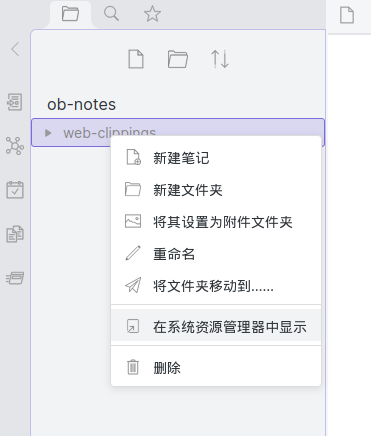 ob-notes
web-clippings
新建笔记
新建文件夹
将其设置为附件文件夹
重命名
将文件夹移动到......
在系统资源管理器中显示
删除